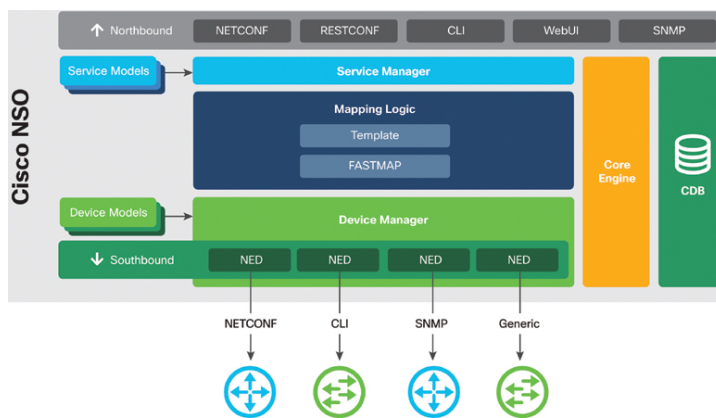 Cisco NSO
Northbound
NETCONF
RESTCONF
CLI
WebUI
SNMP
Service Models
Service Manager
Mapping Logic
Template
FASTMAP
Core
Engine
CDB
Device Models
Device Manager
Southbound
NED
NED
NED
NED
NETCONF
CLI
SNMP
Generic